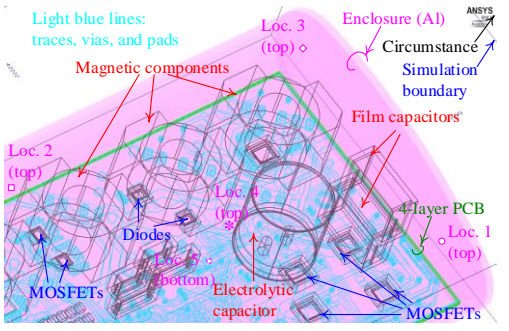 Light blue lines:
traces, vias, and pads
Loc. 3
(top)
Enclosure (Al)
ANSYS
Circumstance
Simulation
boundary
Magnetic components
Film capacitors
Loc. 2
(top)
Loc. 4
(top)
4-layer PCB
Loc. 1
(top)
Diodes
Loc. 5
(bottom)
MOSFETs
Electrolytic
capacitor
MOSFETs